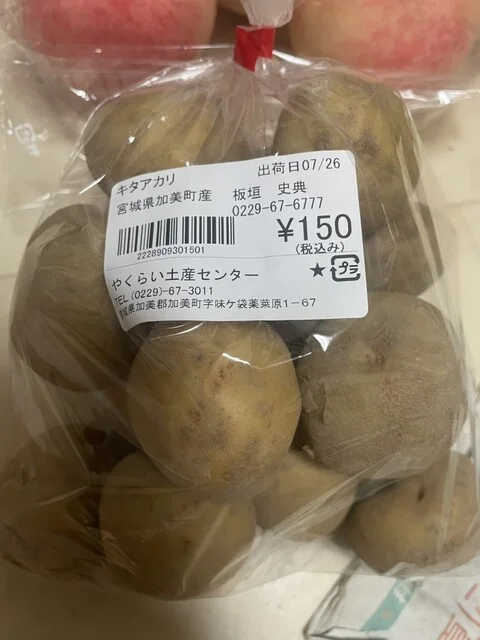 キタアカリ 出荷日07/26
宮城県加美町産 板垣 史典
0229-67-6777
¥150
(税込み)
2228909301501
★プラ
やくらい土産センター
TEL (0229)-67-3011
宮城県加美郡加美町字味ケ袋薬莱原1-67